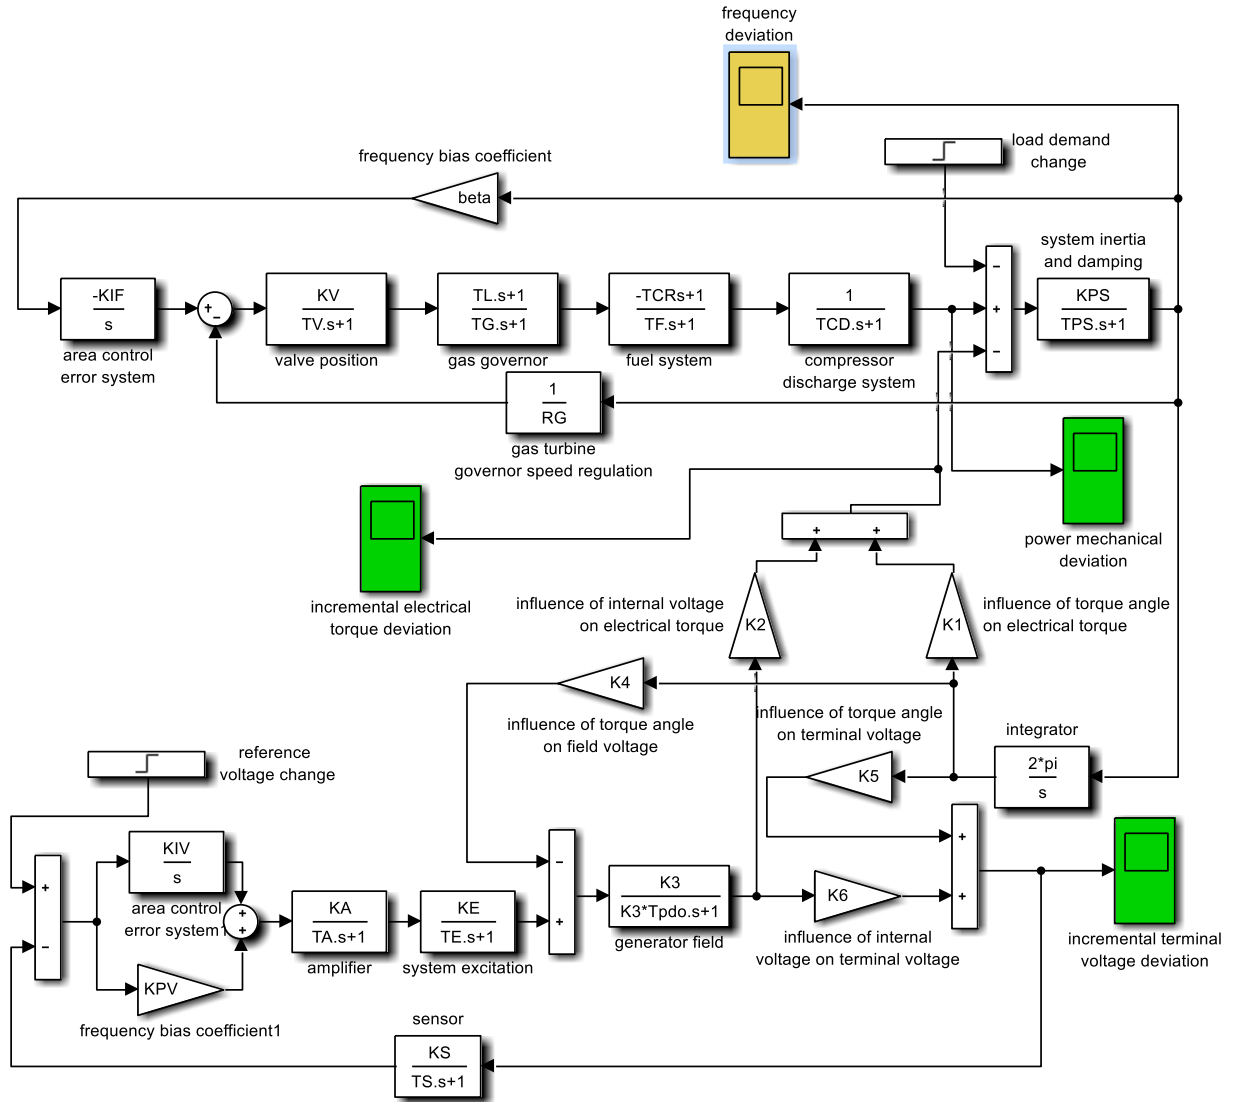 frequency
deviation
load demand
change
frequency bias coefficient
beta
system inertia
and damping
-KIF
s
area control
error system
+
−
KV
TV.s+1
valve position
TL.s+1
TG.s+1
gas governor
-TCRs+1
TF.s+1
fuel system
1
TCD.s+1
compressor
discharge system
−
+
−
KPS
TPS.s+1
1
RG
gas turbine
governor speed regulation
power mechanical
deviation
incremental electrical
torque deviation
+ +
influence of internal voltage
on electrical torque
K2
K1
influence of torque angle
on electrical torque
K4
influence of torque angle
on field voltage
influence of torque angle
on terminal voltage
K5
integrator
2*pi
s
reference
voltage change
+
−
KIV
s
area control
error system1
+
+
KPV
frequency bias coefficient1
KA
TA.s+1
amplifier
KE
TE.s+1
system excitation
−
+
K3
K3*Tpdo.s+1
generator field
K6
influence of internal
voltage on terminal voltage
+
+
incremental terminal
voltage deviation
sensor
KS
TS.s+1